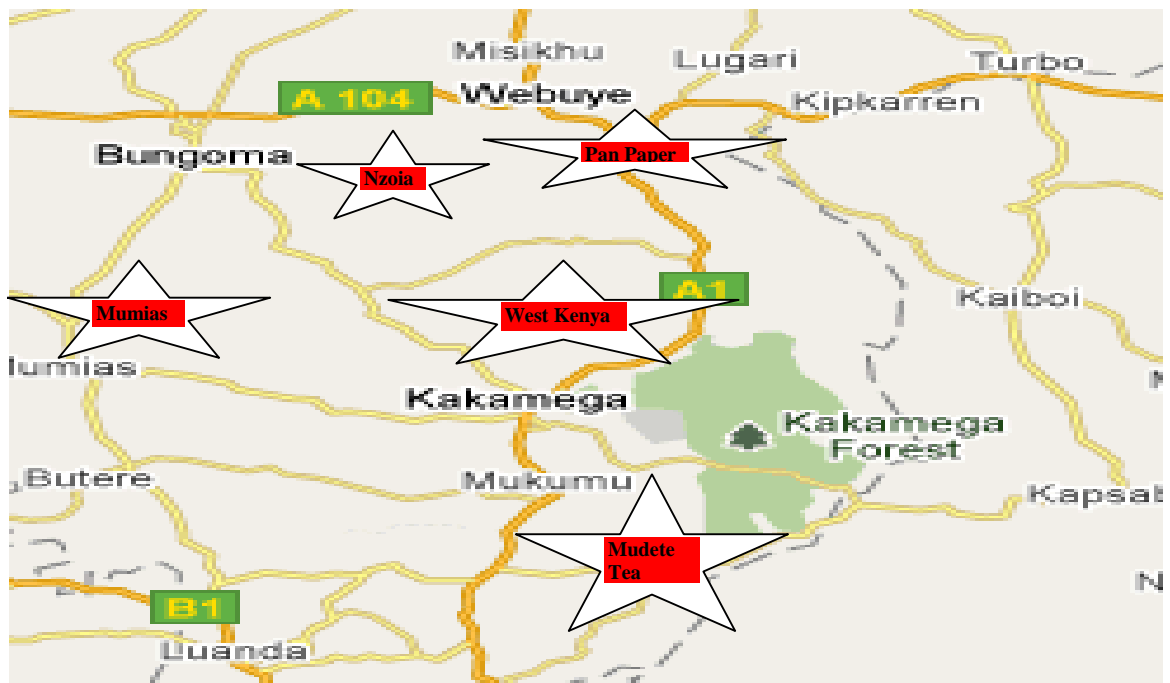 Misikhu
Lugari
Turbo
A 104
Webuye
Kipkarren
Bungoma
Pan Paper
Nzoia
A1
Kaiboi
Mumias
West Kenya
Mumias
Kakamega
Kakamega
Forest
Butere
Mukumu
Kapsab
Mudete
Tea
N
B1
Luanda